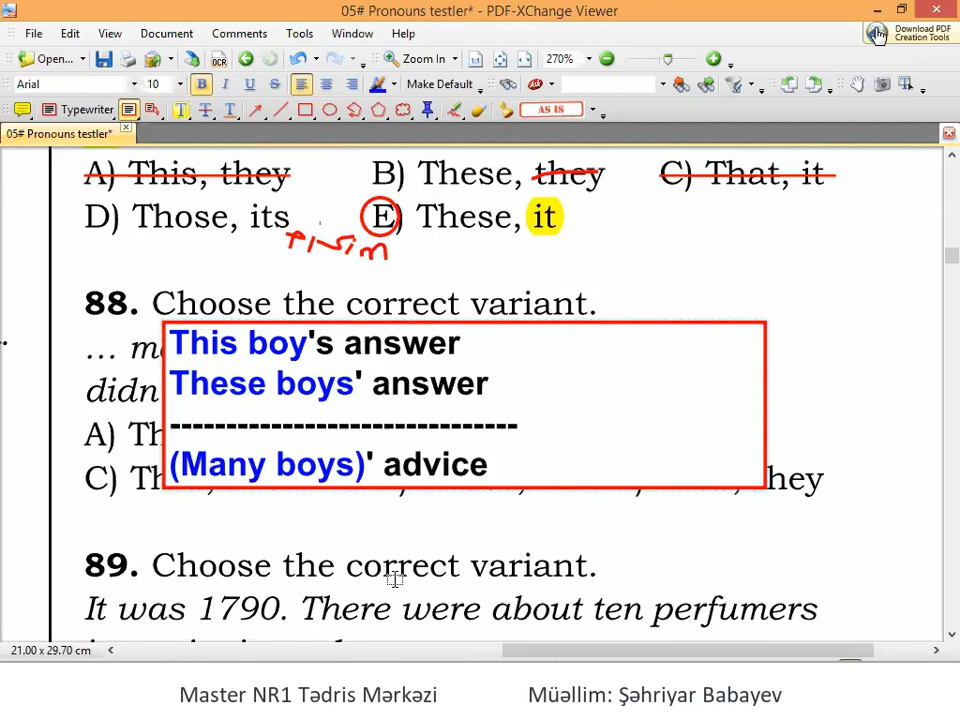 05# Pronouns testler* - PDF-XChange Viewer
File Edit View Document Comments Tools Window Help
Download PDF
Creation Tools
Open... OCR Zoom In 270%
Arial 10 B I U Make Default
Typewriter T T T AS IS
05# Pronouns testler*
A) This, they B) These, they C) That, it
D) Those, its E) These, it
88. Choose the correct variant.
... m
This boy's answer
didn
These boys' answer
------------------------------
A) Th
(Many boys)' advice
C) Th hey
89. Choose the correct variant.
It was 1790. There were about ten perfumers
21.00 x 29.70 cm
Master NR1 Tədris Mərkəzi Müəllim: Şəhriyar Babayev